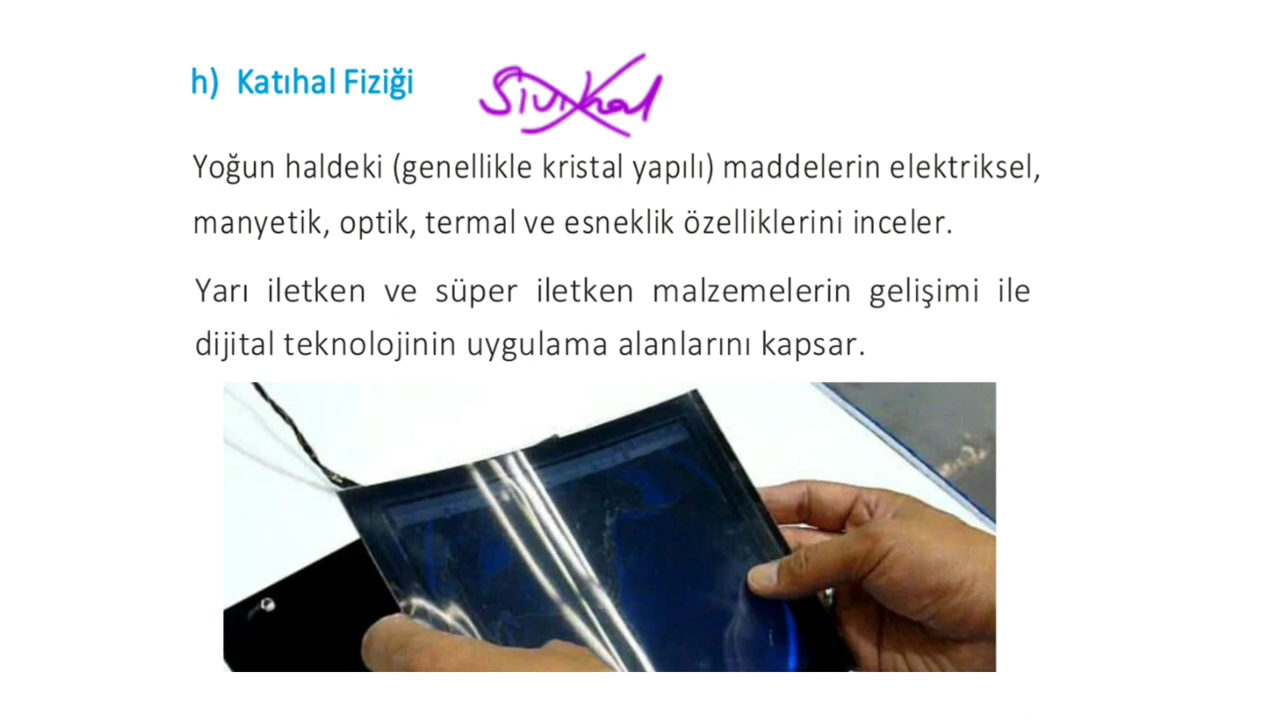 h) Katıhal Fiziği
Sıvıhal
Yoğun haldeki (genellikle kristal yapılı) maddelerin elektriksel,
manyetik, optik, termal ve esneklik özelliklerini inceler.
Yarı iletken ve süper iletken malzemelerin gelişimi ile
dijital teknolojinin uygulama alanlarını kapsar.